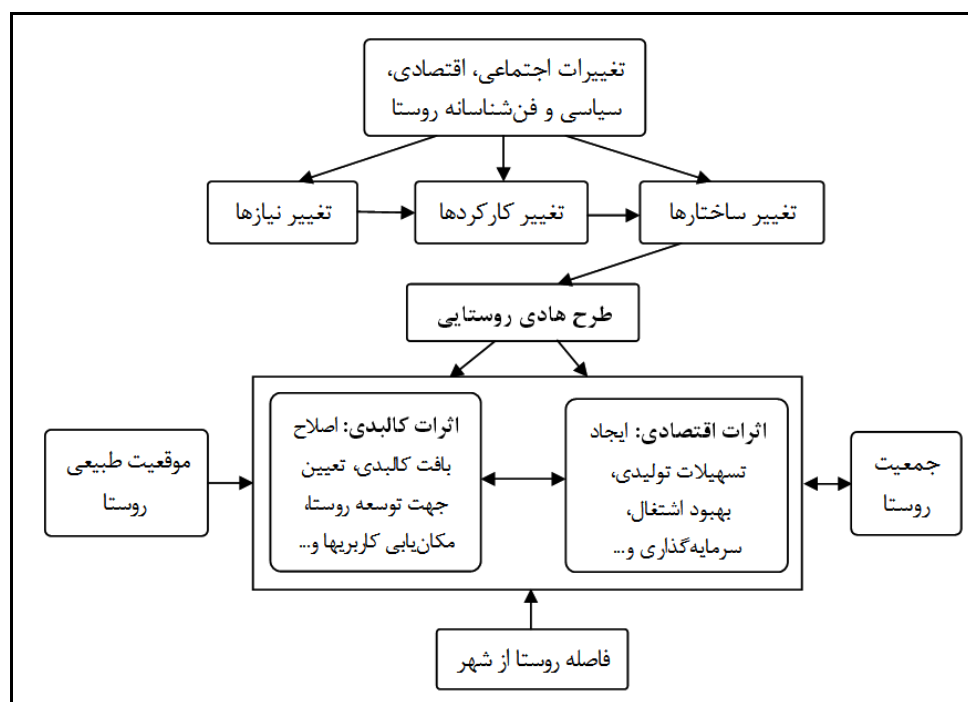 تغییرات اجتماعی، اقتصادی،
سیاسی و فن‌شناسانه روستا
تغییر ساختارها
تغییر کارکردها
تغییر نیازها
طرح هادی روستایی
جمعیت
روستا
اثرات اقتصادی: ایجاد
تسهیلات تولیدی،
بهبود اشتغال،
سرمایه‌گذاری و...
اثرات کالبدی: اصلاح
بافت کالبدی، تعیین
جهت توسعه روستا،
مکان‌یابی کاربریها و...
موقعیت طبیعی
روستا
فاصله روستا از شهر